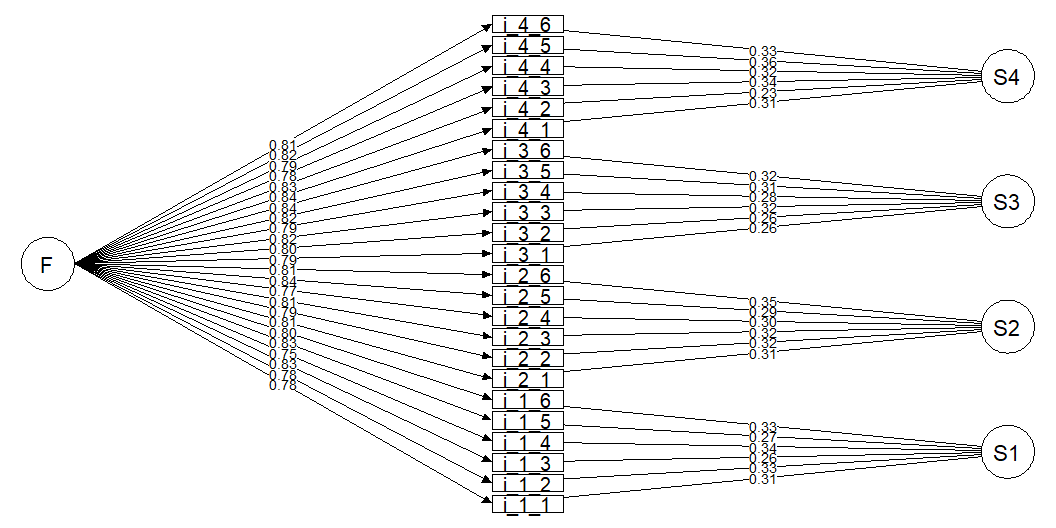 i_4_6
i_4_5
i_4_4
i_4_3
i_4_2
i_4_1
i_3_6
i_3_5
i_3_4
i_3_3
i_3_2
i_3_1
i_2_6
i_2_5
i_2_4
i_2_3
i_2_2
i_2_1
i_1_6
i_1_5
i_1_4
i_1_3
i_1_2
i_1_1
F
0.81
0.82
0.79
0.78
0.83
0.84
0.84
0.82
0.79
0.82
0.80
0.79
0.81
0.84
0.77
0.81
0.79
0.81
0.80
0.83
0.75
0.83
0.78
0.78
0.33
0.36
0.32
0.34
0.23
0.31
S4
0.32
0.31
0.28
0.32
0.26
0.26
S3
0.35
0.29
0.30
0.32
0.32
0.31
S2
0.33
0.27
0.34
0.26
0.33
0.31
S1